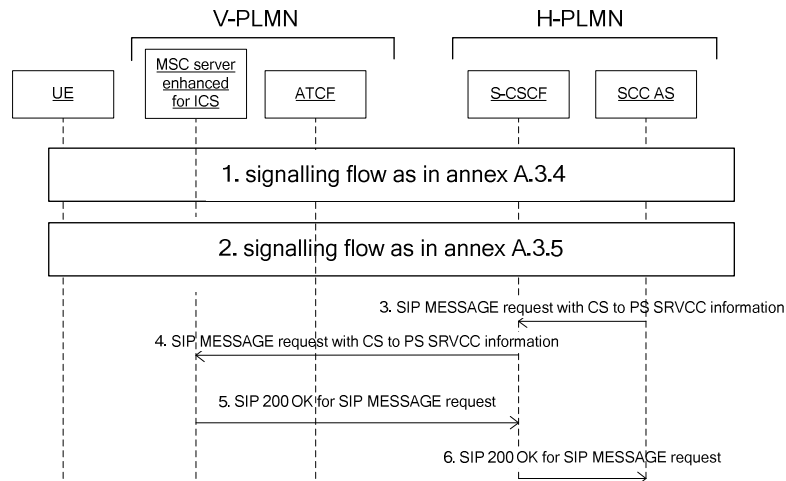 V-PLMN
H-PLMN
UE
MSC server
enhanced
for ICS
ATCF
S-CSCF
SCC AS
1. signalling flow as in annex A.3.4
2. signalling flow as in annex A.3.5
3. SIP MESSAGE request with CS to PS SRVCC information
4. SIP MESSAGE request with CS to PS SRVCC information
5. SIP 200 OK for SIP MESSAGE request
6. SIP 200 OK for SIP MESSAGE request